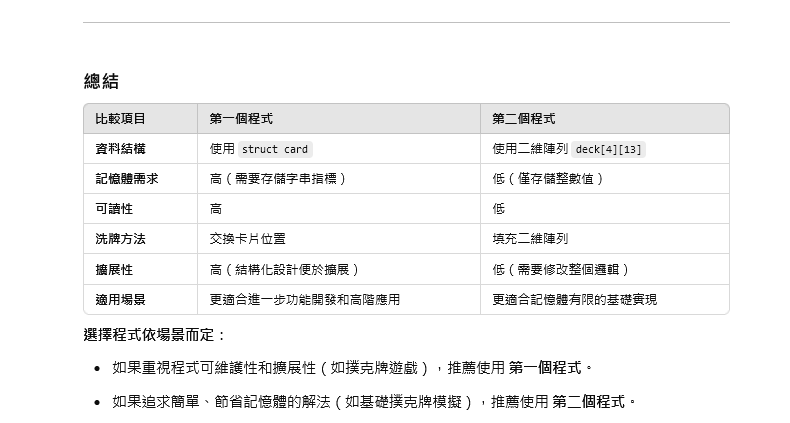 總結
比較項目 第一個程式 第二個程式
資料結構 使用 struct card 使用二維陣列 deck[4][13]
記憶體需求 高（需要存儲字串指標） 低（僅存儲整數值）
可讀性 高 低
洗牌方法 交換卡片位置 填充二維陣列
擴展性 高（結構化設計便於擴展） 低（需要修改整個邏輯）
適用場景 更適合進一步功能開發和高階應用 更適合記憶體有限的基礎實現
選擇程式依場景而定：
• 如果重視程式可維護性和擴展性（如撲克牌遊戲），推薦使用 第一個程式。
• 如果追求簡單、節省記憶體的解法（如基礎撲克牌模擬），推薦使用 第二個程式。